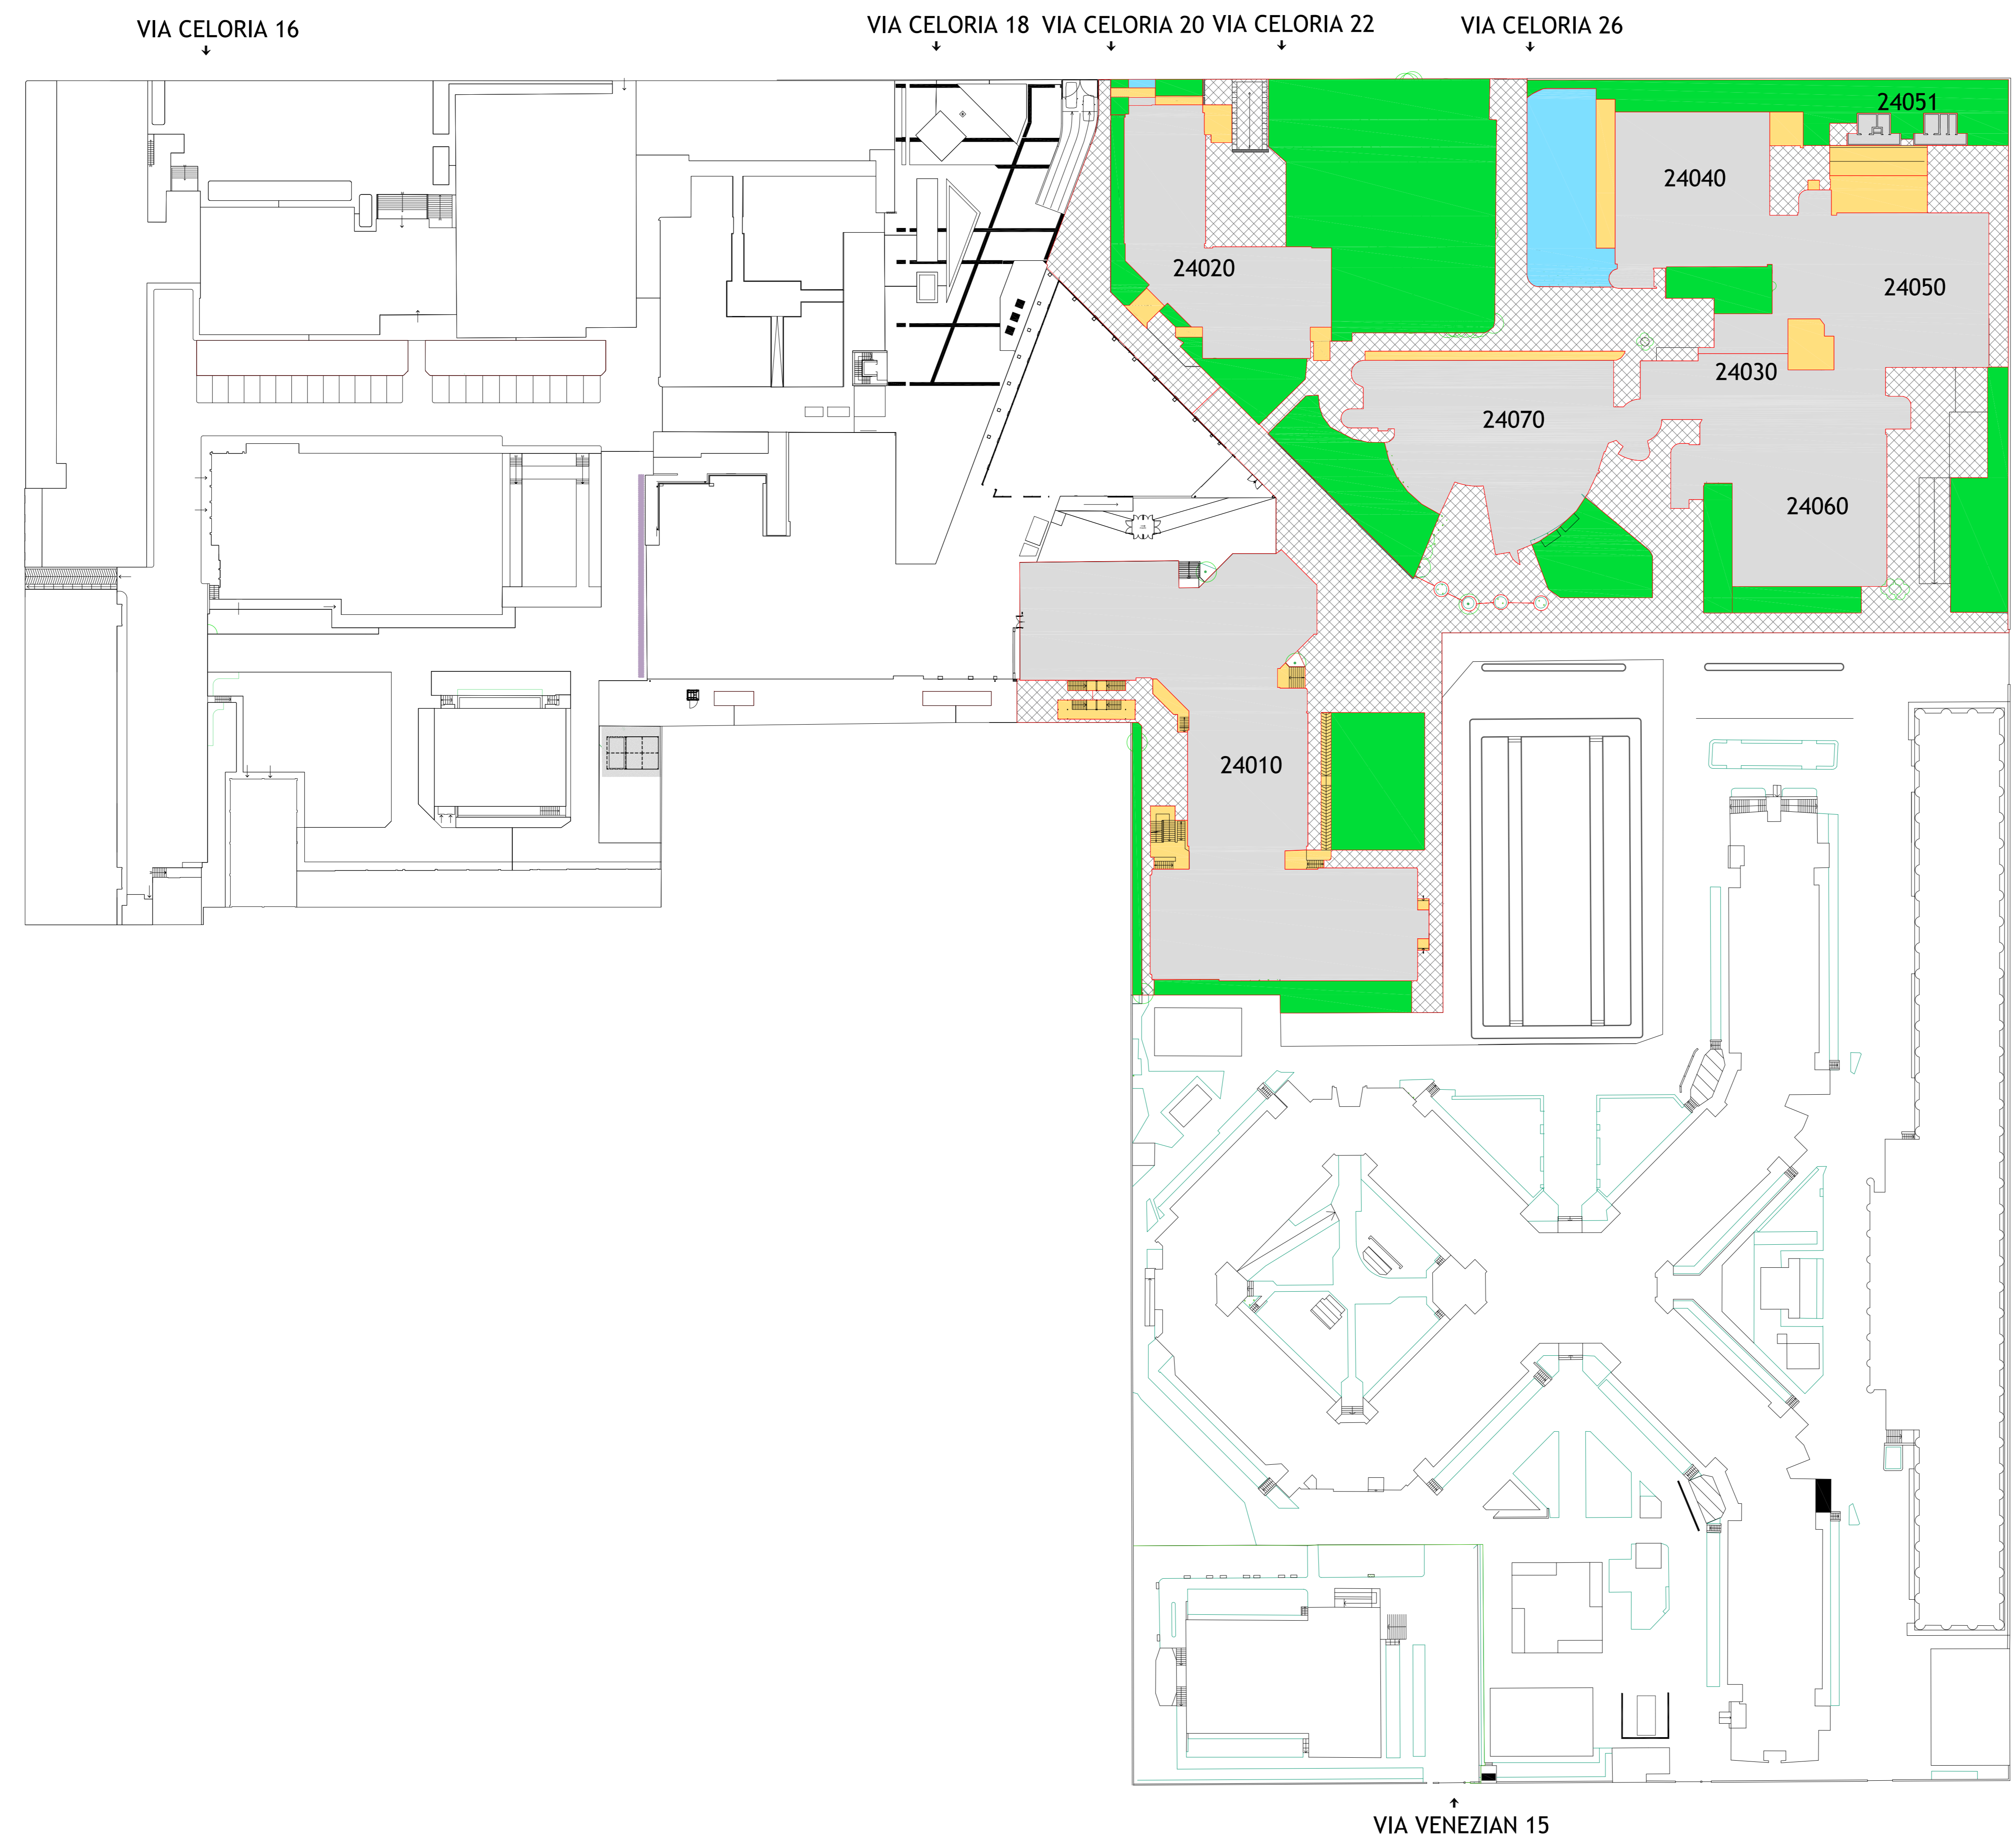 VIA CELORIA 16
VIA CELORIA 18
VIA CELORIA 20
VIA CELORIA 22
VIA CELORIA 26
24051
24040
24020
24050
24030
24070
24060
24010
VIA VENEZIAN 15